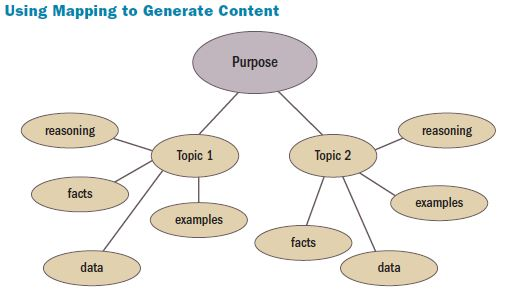 Using Mapping to Generate Content
Purpose
reasoning
Topic 1
Topic 2
reasoning
facts
examples
examples
facts
data
data